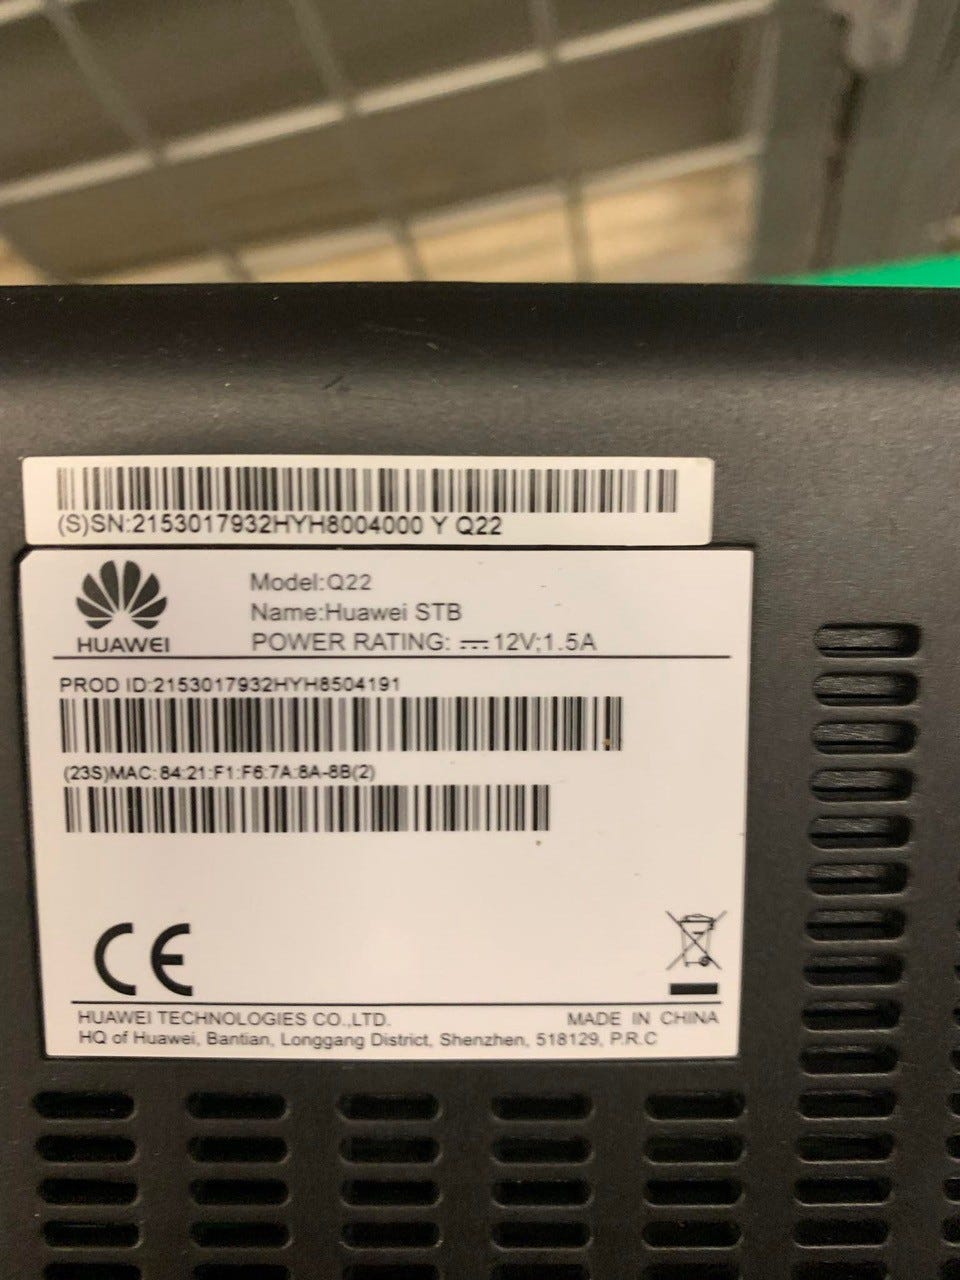 (S)SN:2153017932HYH8004000 Y Q22
HUAWEI
Model:Q22
Name:Huawei STB
POWER RATING: ⎓ 12V;1.5A
PROD ID:2153017932HYH8504191
(23S)MAC:84:21:F1:F6:7A:8A-8B(2)
CE
HUAWEI TECHNOLOGIES CO.,LTD. MADE IN CHINA
HQ of Huawei, Bantian, Longgang District, Shenzhen, 518129, P.R.C